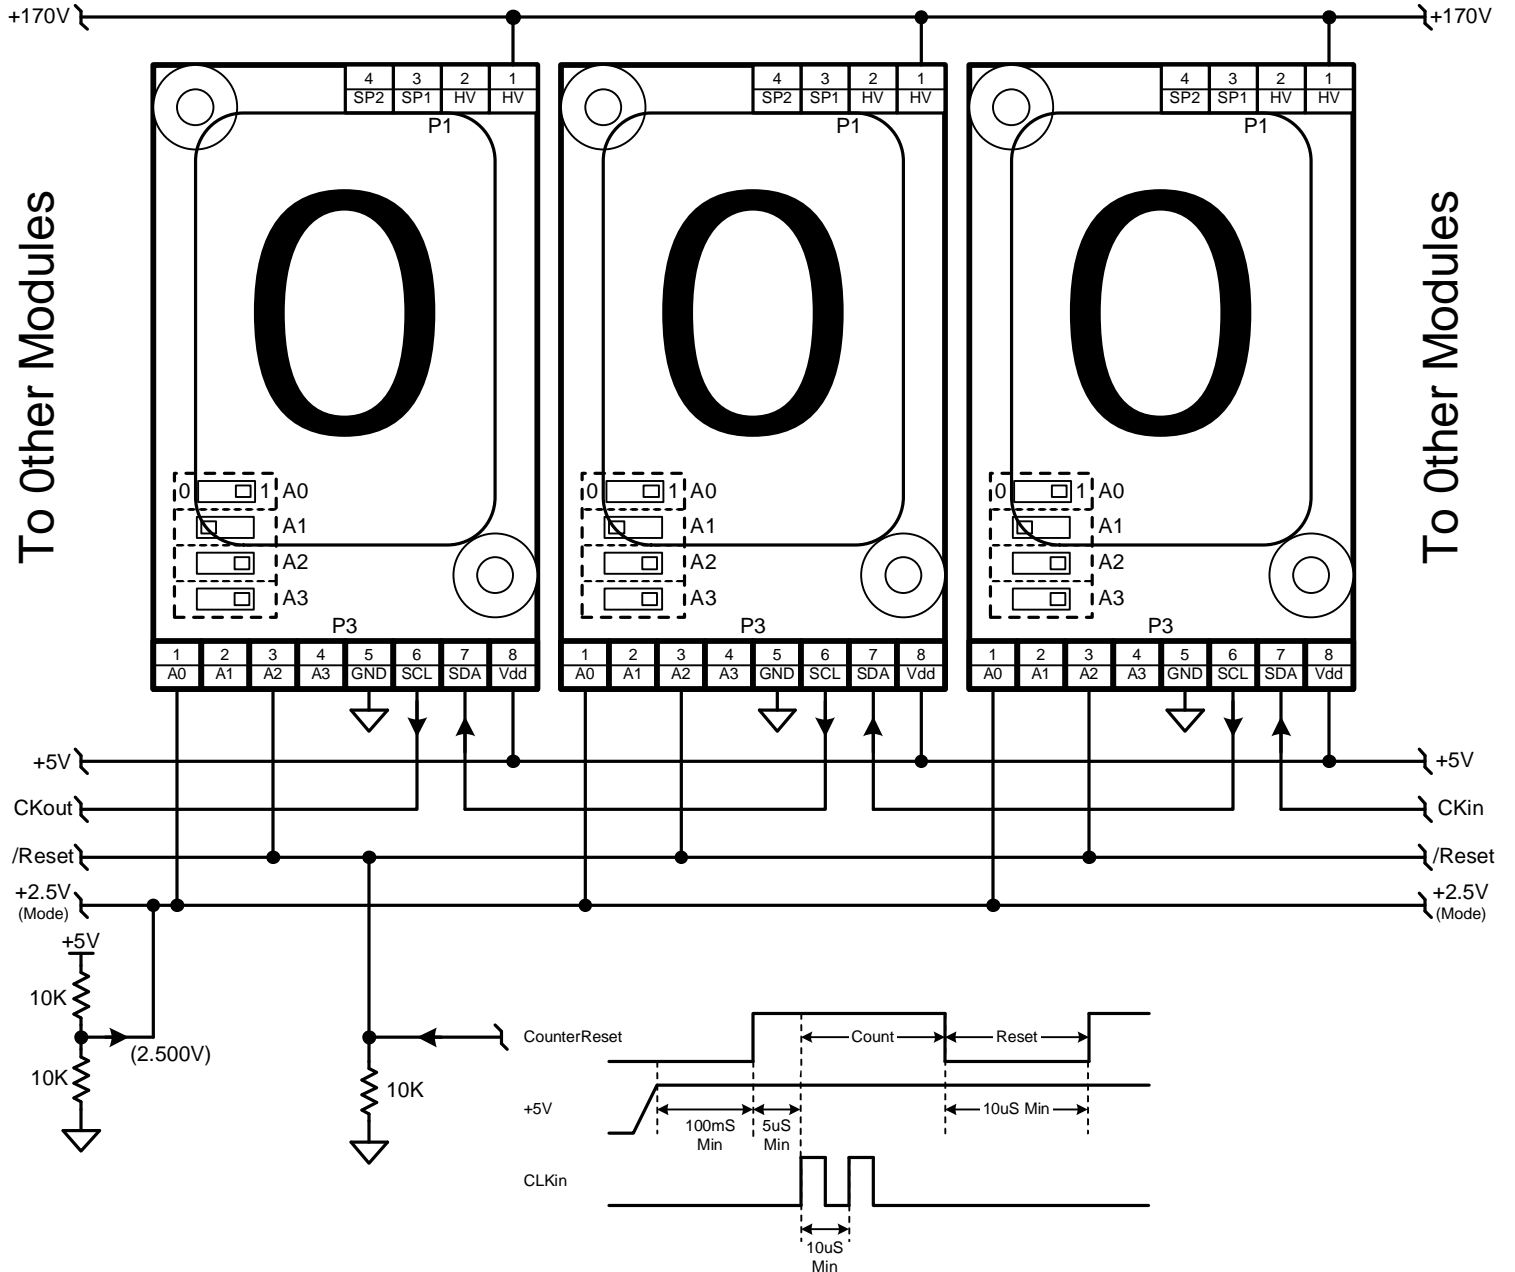 +170V +170V
4 3 2 1 4 3 2 1 4 3 2 1
SP2 SP1 HV HV SP2 SP1 HV HV SP2 SP1 HV HV
P1 P1 P1
To 0ther Modules
0 0 0
To 0ther Modules
0 1 A0 0 1 A0 0 1 A0
A1 A1 A1
A2 A2 A2
A3 A3 A3
P3 P3 P3
1 2 3 4 5 6 7 8 1 2 3 4 5 6 7 8 1 2 3 4 5 6 7 8
A0 A1 A2 A3 GND SCL SDA Vdd A0 A1 A2 A3 GND SCL SDA Vdd A0 A1 A2 A3 GND SCL SDA Vdd
+5V +5V
CKout CKin
/Reset /Reset
+2.5V +2.5V
(Mode) (Mode)
+5V
10K
(2.500V)
10K
10K
CounterReset Count Reset
+5V
100mS Min
5uS Min
10uS Min
CLKin
10uS
Min